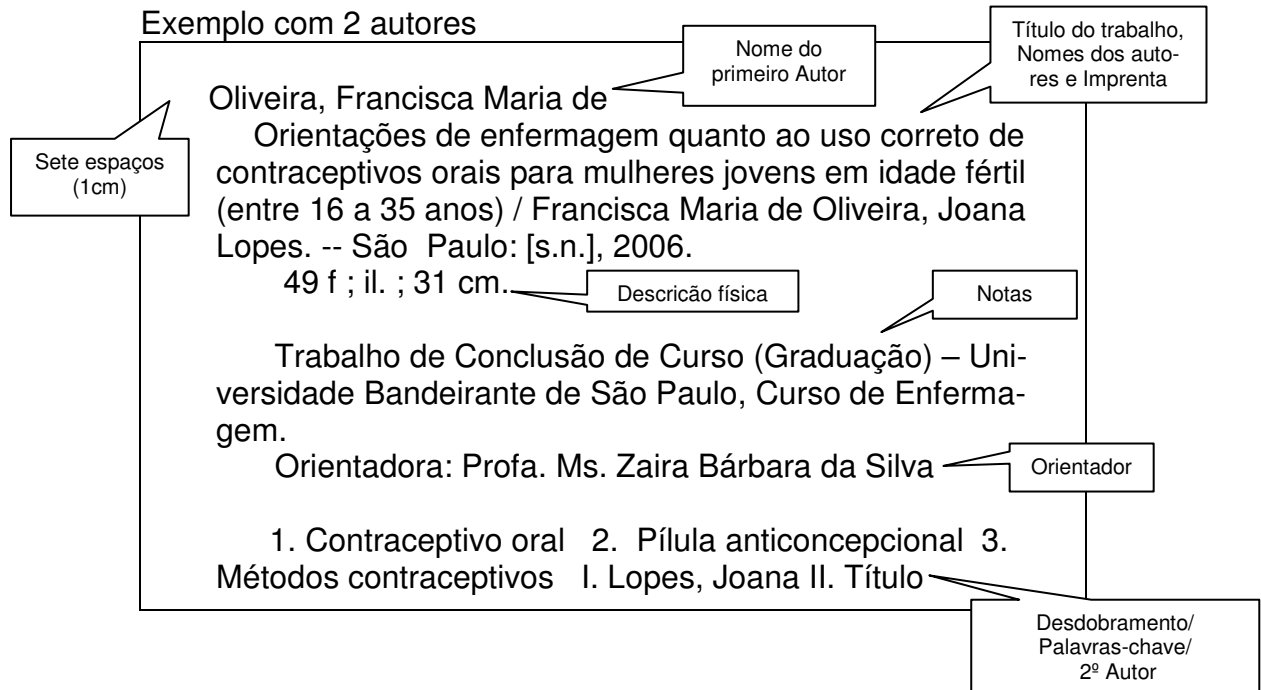 Exemplo com 2 autores
Nome do
primeiro Autor
Título do trabalho,
Nomes dos auto-
res e Imprenta
Oliveira, Francisca Maria de
Sete espaços
(1cm)
Orientações de enfermagem quanto ao uso correto de
contraceptivos orais para mulheres jovens em idade fértil
(entre 16 a 35 anos) / Francisca Maria de Oliveira, Joana
Lopes. -- São Paulo: [s.n.], 2006.
49 f ; il. ; 31 cm.
Descricão física
Notas
Trabalho de Conclusão de Curso (Graduação) – Uni-
versidade Bandeirante de São Paulo, Curso de Enferma-
gem.
Orientadora: Profa. Ms. Zaira Bárbara da Silva
Orientador
1. Contraceptivo oral 2. Pílula anticoncepcional 3.
Métodos contraceptivos I. Lopes, Joana II. Título
Desdobramento/
Palavras-chave/
2º Autor